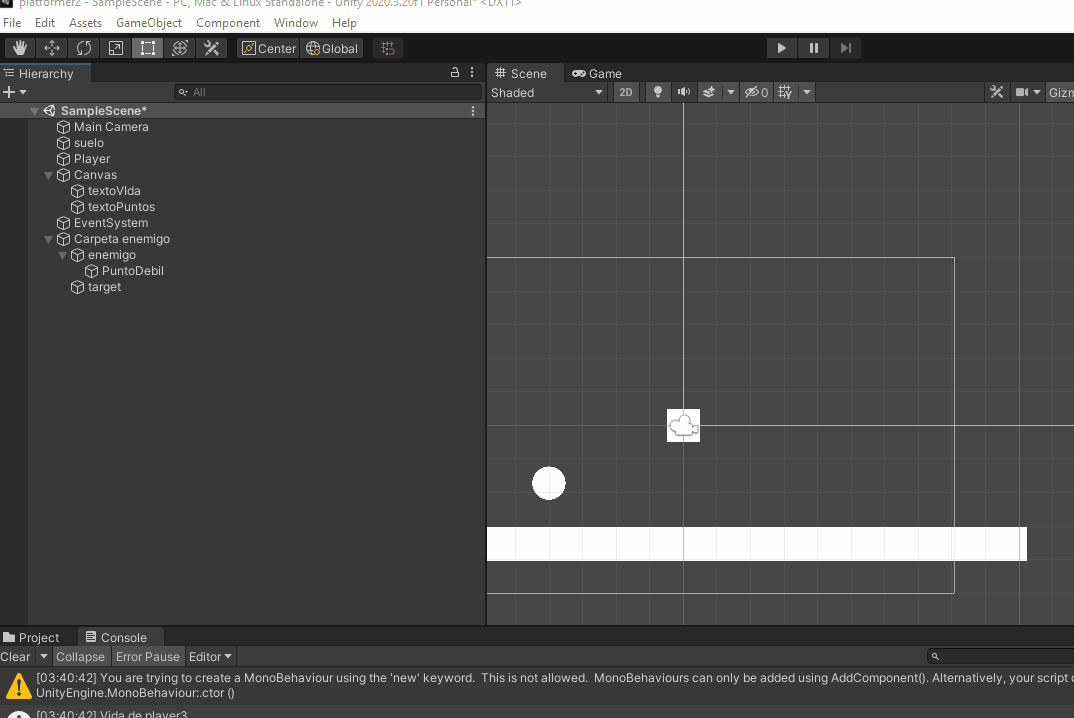 platformer2 - SampleScene - PC, Mac & Linux Standalone - Unity 2020.3.20f1 Personal* <DX11>
File Edit Assets GameObject Component Window Help
Center Global
Hierarchy
Scene Game
All
Shaded 2D 0 Gizm
SampleScene*
Main Camera
suelo
Player
Canvas
textoVIda
textoPuntos
EventSystem
Carpeta enemigo
enemigo
PuntoDebil
target
Project Console
Clear Collapse Error Pause Editor
[03:40:42] You are trying to create a MonoBehaviour using the 'new' keyword. This is not allowed. MonoBehaviours can only be added using AddComponent(). Alternatively, your script
UnityEngine.MonoBehaviour:.ctor ()
[03:40:42] Vida de player3